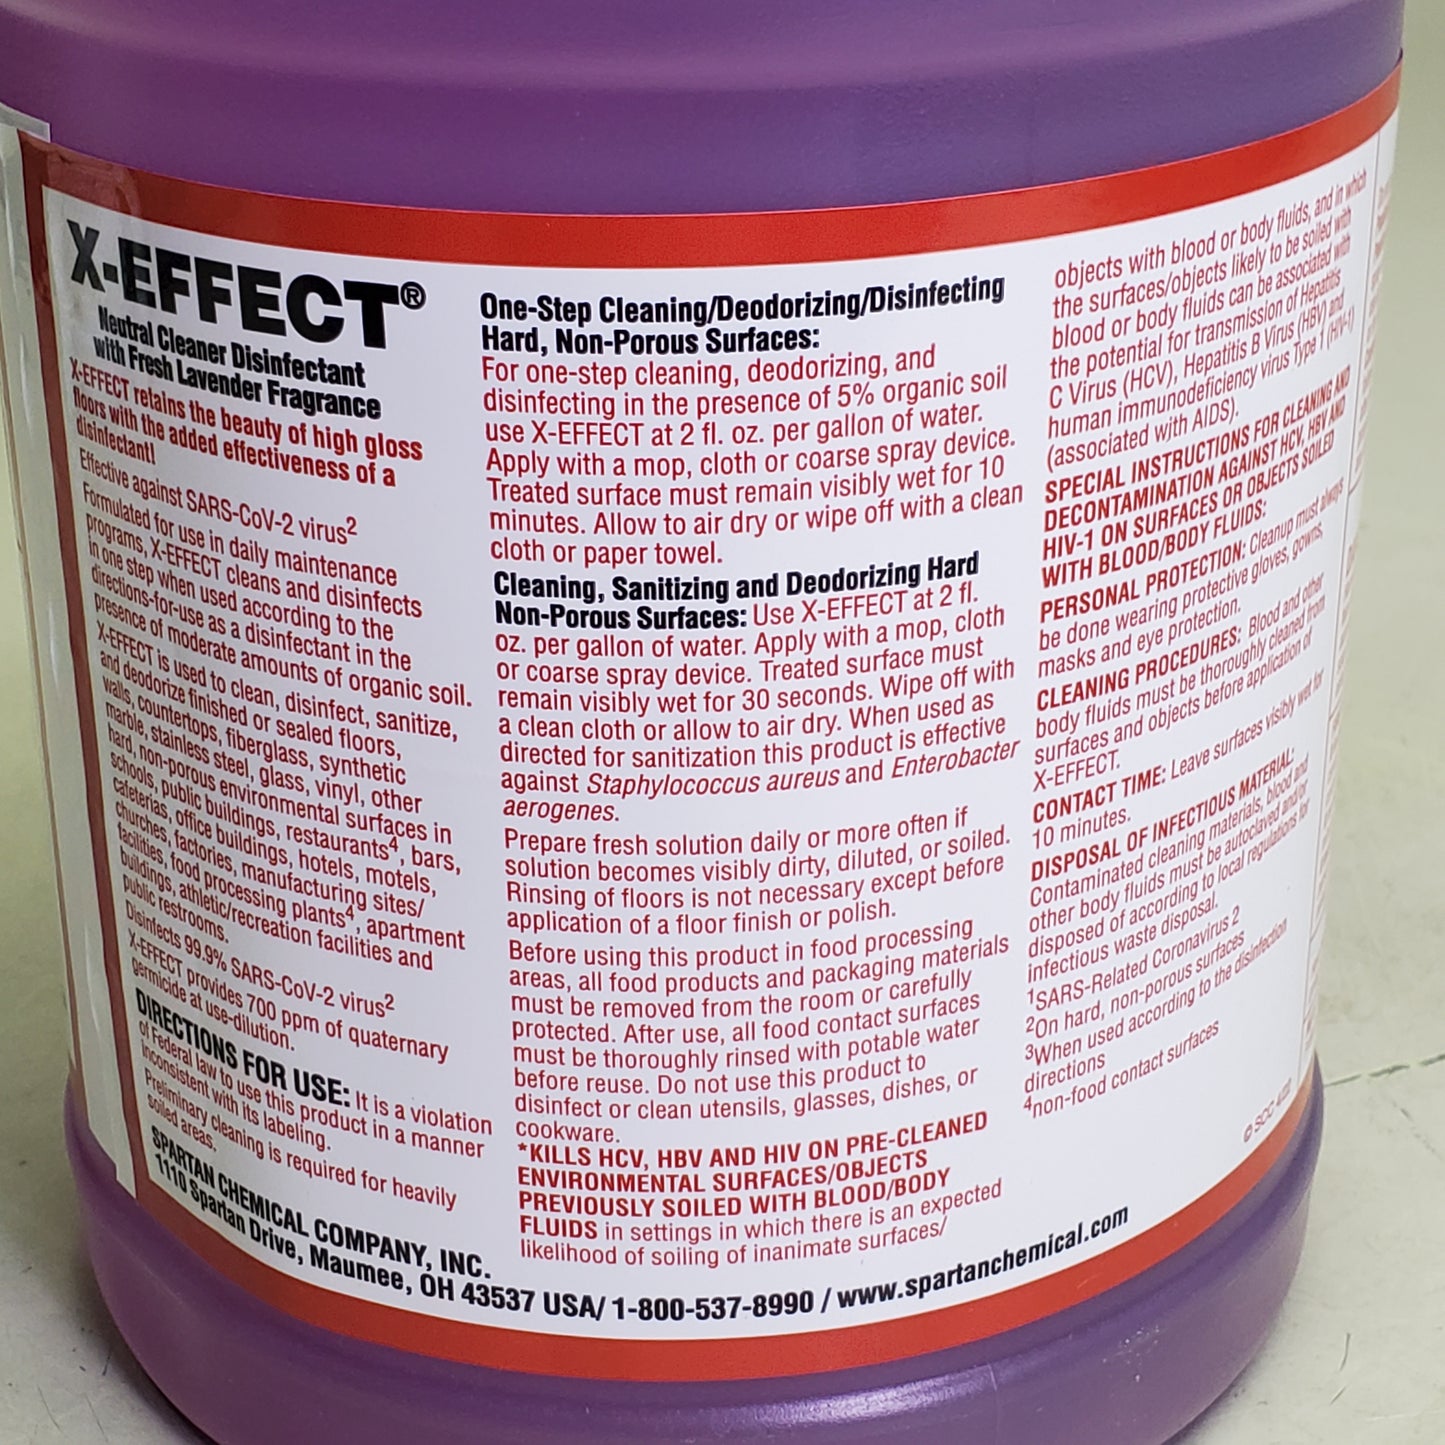 X-EFFECT®
Neutral Cleaner Disinfectant
with Fresh Lavender Fragrance
X-EFFECT retains the beauty of high gloss
floors with the added effectiveness of a
disinfectant!
Effective against SARS-CoV-2 virus2
Formulated for use in daily maintenance
programs, X-EFFECT cleans and disinfects
in one step when used according to the
directions-for-use as a disinfectant in the
presence of moderate amounts of organic soil.
X-EFFECT is used to clean, disinfect, sanitize,
and deodorize finished or sealed floors,
walls, countertops, fiberglass, synthetic
marble, stainless steel, glass, vinyl, other
hard, non-porous environmental surfaces in
schools, public buildings, restaurants4, bars,
cafeterias, office buildings, hotels, motels,
churches, factories, manufacturing sites/
facilities, food processing plants4, apartment
buildings, athletic/recreation facilities and
public restrooms.
Disinfects 99.9% SARS-CoV-2 virus2
X-EFFECT provides 700 ppm of quaternary
germicide at use-dilution.
DIRECTIONS FOR USE: It is a violation
of Federal law to use this product in a manner
inconsistent with its labeling.
Preliminary cleaning is required for heavily
soiled areas.
One-Step Cleaning/Deodorizing/Disinfecting
Hard, Non-Porous Surfaces:
For one-step cleaning, deodorizing, and
disinfecting in the presence of 5% organic soil
use X-EFFECT at 2 fl. oz. per gallon of water.
Apply with a mop, cloth or coarse spray device.
Treated surface must remain visibly wet for 10
minutes. Allow to air dry or wipe off with a clean
cloth or paper towel.
Cleaning, Sanitizing and Deodorizing Hard
Non-Porous Surfaces: Use X-EFFECT at 2 fl.
oz. per gallon of water. Apply with a mop, cloth
or coarse spray device. Treated surface must
remain visibly wet for 30 seconds. Wipe off with
a clean cloth or allow to air dry. When used as
directed for sanitization this product is effective
against Staphylococcus aureus and Enterobacter
aerogenes.
Prepare fresh solution daily or more often if
solution becomes visibly dirty, diluted, or soiled.
Rinsing of floors is not necessary except before
application of a floor finish or polish.
Before using this product in food processing
areas, all food products and packaging materials
must be removed from the room or carefully
protected. After use, all food contact surfaces
must be thoroughly rinsed with potable water
before reuse. Do not use this product to
disinfect or clean utensils, glasses, dishes, or
cookware.
*KILLS HCV, HBV AND HIV ON PRE-CLEANED
ENVIRONMENTAL SURFACES/OBJECTS
PREVIOUSLY SOILED WITH BLOOD/BODY
FLUIDS in settings in which there is an expected
likelihood of soiling of inanimate surfaces/
objects with blood or body fluids, and in which
the surfaces/objects likely to be soiled with
blood or body fluids can be associated with
the potential for transmission of Hepatitis
C Virus (HCV), Hepatitis B Virus (HBV) and
human immunodeficiency virus Type 1 (HIV-1)
(associated with AIDS).
SPECIAL INSTRUCTIONS FOR CLEANING AND
DECONTAMINATION AGAINST HCV, HBV AND
HIV-1 ON SURFACES OR OBJECTS SOILED
WITH BLOOD/BODY FLUIDS:
PERSONAL PROTECTION: Cleanup must always
be done wearing protective gloves, gowns,
masks and eye protection.
CLEANING PROCEDURES: Blood and other
body fluids must be thoroughly cleaned from
surfaces and objects before application of
X-EFFECT.
CONTACT TIME: Leave surfaces visibly wet for
10 minutes.
DISPOSAL OF INFECTIOUS MATERIAL:
Contaminated cleaning materials, blood and
other body fluids must be autoclaved and/or
disposed of according to local regulations for
infectious waste disposal.
1SARS-Related Coronavirus 2
2On hard, non-porous surfaces
3When used according to the disinfection
directions
4non-food contact surfaces
© SCC 4/22
SPARTAN CHEMICAL COMPANY, INC.
1110 Spartan Drive, Maumee, OH 43537 USA/ 1-800-537-8990 / www.spartanchemical.com